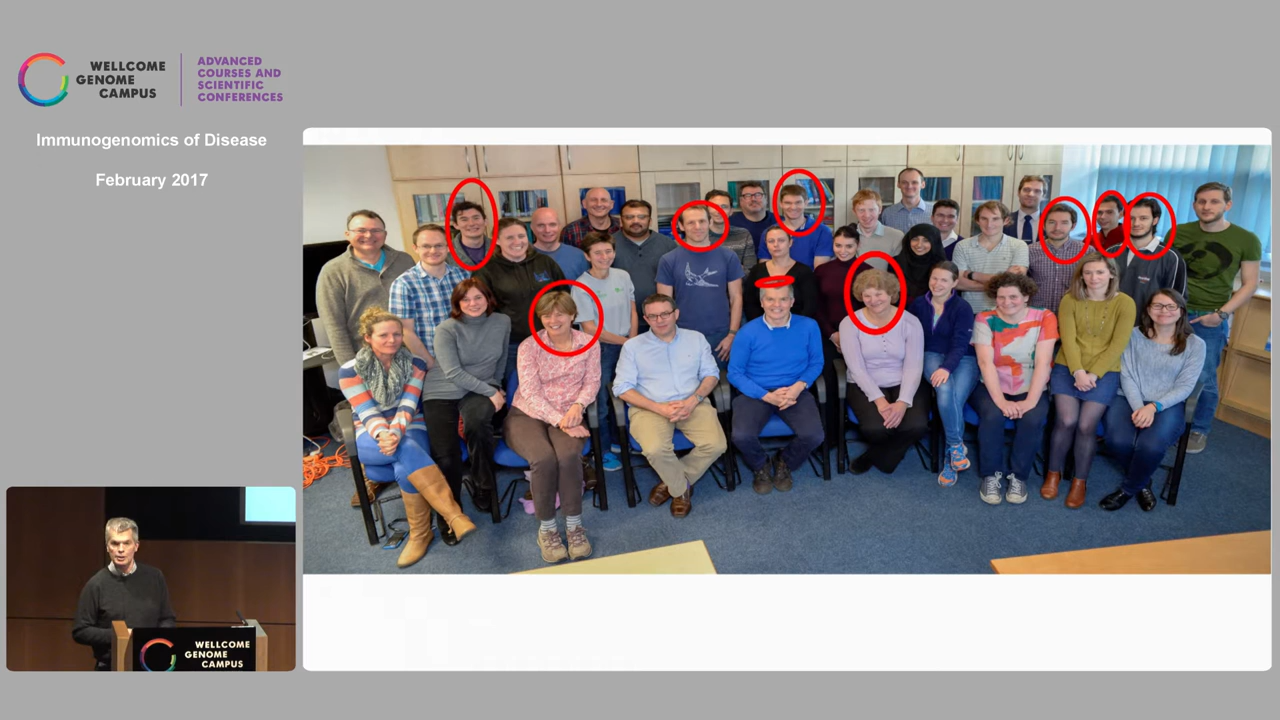 WELLCOME
GENOME
CAMPUS
ADVANCED
COURSES AND
SCIENTIFIC
CONFERENCES
Immunogenomics of Disease
February 2017
WELLCOME
GENOME
CAMPUS